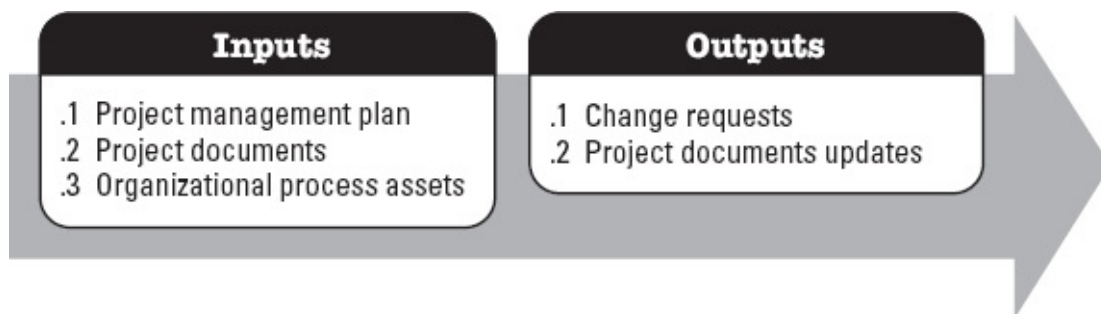 Inputs
.1 Project management plan
.2 Project documents
.3 Organizational process assets
Outputs
.1 Change requests
.2 Project documents updates